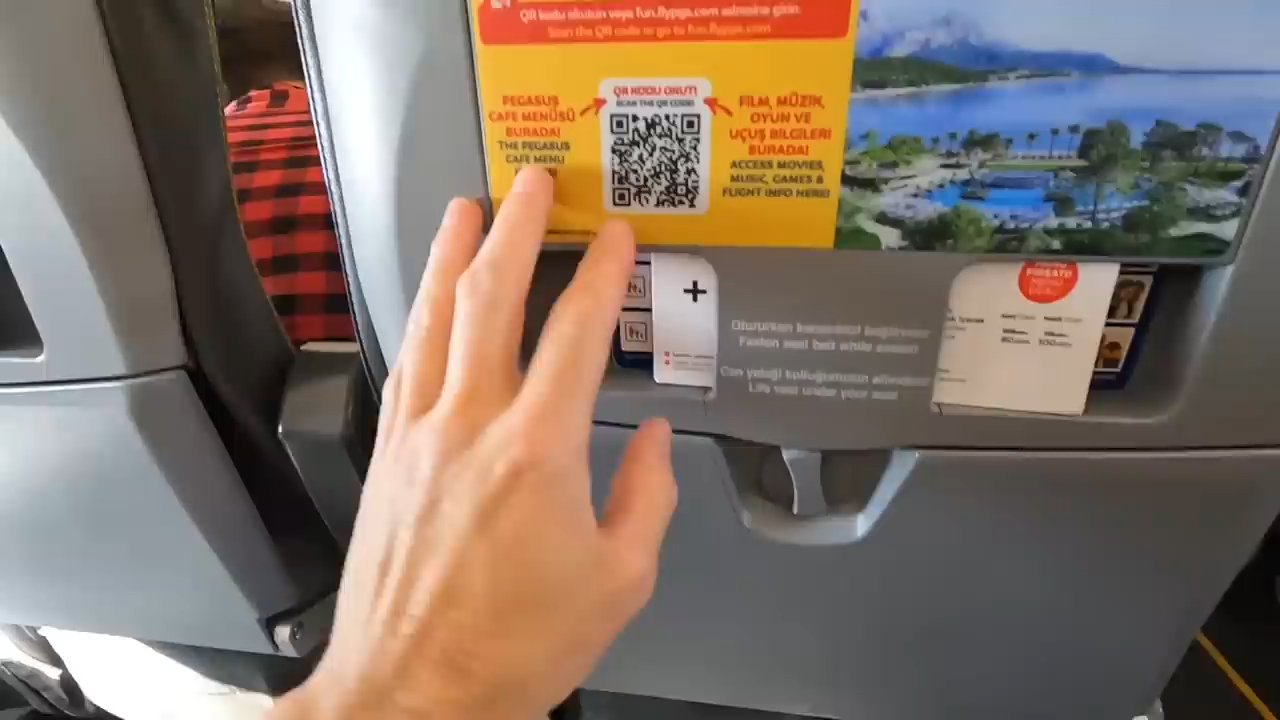 QR kodu okutun veya fun.flypgs.com adresine girin.
Scan the QR code or go to fun.flypgs.com
PEGASUS
CAFE MENÜSÜ
BURADA!
THE PEGASUS
CAFE MENU
QR KODU OKUT!
SCAN THE QR CODE!
FILM, MÜZİK,
OYUN VE
UÇUŞ BİLGİLERİ
BURADA!
ACCESS MOVIES,
MUSIC, GAMES &
FLIGHT INFO HERE!
+
Otururken kemerinizi bağlayınız
Fasten seat belt while seated
Can yeleği koltuğunuzun altındadır
Life vest under your seat
FIRSATI